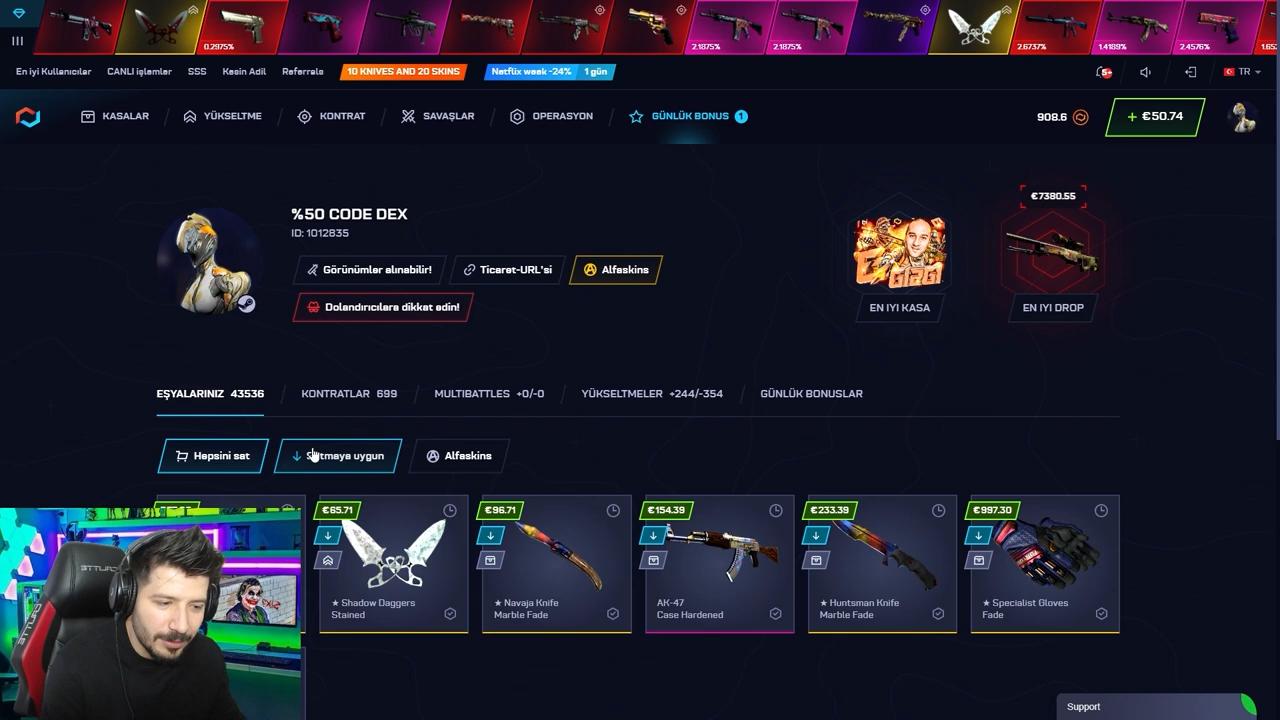 0.2975%
2.1875%
2.1875%
2.6737%
1.4189%
2.4576%
En iyi Kullanıcılar
CANLI işlemler
SSS
Kesin Adil
Referrals
10 KNIVES AND 20 SKINS
Netflix week -24%
1 gün
5+
TR
KASALAR
YÜKSELTME
KONTRAT
SAVAŞLAR
OPERASYON
GÜNLÜK BONUS 1
908.6
+ €50.74
%50 CODE DEX
ID: 1012835
Görünümler alınabilir!
Ticaret-URL'si
Alfaskins
Dolandırıcılara dikkat edin!
€7380.55
EN IYI KASA
EN IYI DROP
EŞYALARINIZ 43536
KONTRATLAR 699
MULTIBATTLES +0/-0
YÜKSELTMELER +244/-354
GÜNLÜK BONUSLAR
Hepsini sat
Satmaya uygun
Alfaskins
€65.71
★ Shadow Daggers
Stained
€96.71
★ Navaja Knife
Marble Fade
€154.39
AK-47
Case Hardened
€233.39
★ Huntsman Knife
Marble Fade
€997.30
★ Specialist Gloves
Fade
Support